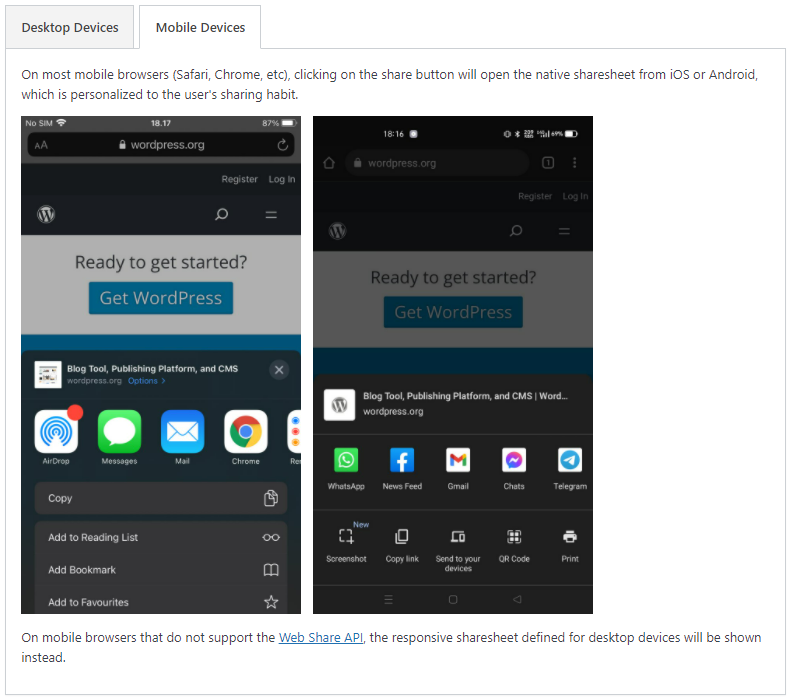 Desktop Devices
Mobile Devices
On most mobile browsers (Safari, Chrome, etc), clicking on the share button will open the native sharesheet from iOS or Android,
which is personalized to the user's sharing habit.
No SIM
18.17
87%
AA
wordpress.org
Register Log In
Ready to get started?
Get WordPress
Blog Tool, Publishing Platform, and CMS
wordpress.org Options >
AirDrop Messages Mail Chrome
Copy
Add to Reading List
Add Bookmark
Add to Favourites
18:16
69%
wordpress.org
1
Register Log In
Ready to get started?
Get WordPress
Blog Tool, Publishing Platform, and CMS | Word...
wordpress.org
WhatsApp News Feed Gmail Chats Telegram
New
Screenshot Copy link Send to your QR Code Print
devices
On mobile browsers that do not support the Web Share API, the responsive sharesheet defined for desktop devices will be shown
instead.